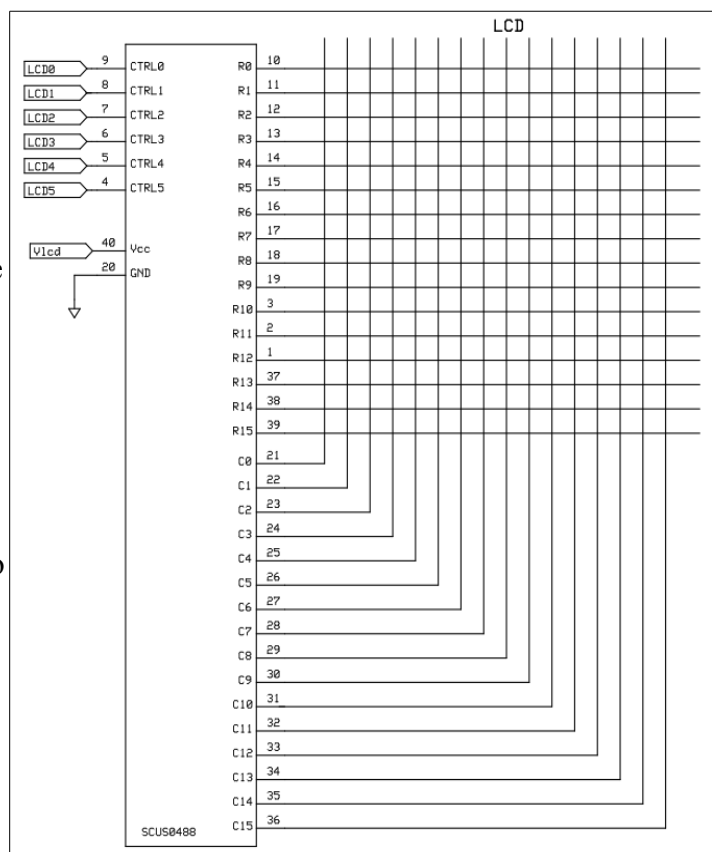 LCD
LCD0 9 CTRL0 R0 10
LCD1 8 CTRL1 R1 11
LCD2 7 CTRL2 R2 12
LCD3 6 CTRL3 R3 13
LCD4 5 CTRL4 R4 14
LCD5 4 CTRL5 R5 15
R6 16
R7 17
Vlcd 40 Vcc R8 18
e 20 GND R9 19
R10 3
R11 2
R12 1
R13 37
R14 38
R15 39
C0 21
C1 22
C2 23
C3 24
C4 25
o C5 26
C6 27
C7 28
C8 29
C9 30
C10 31
C11 32
C12 33
C13 34
C14 35
C15 36
SCUS0488